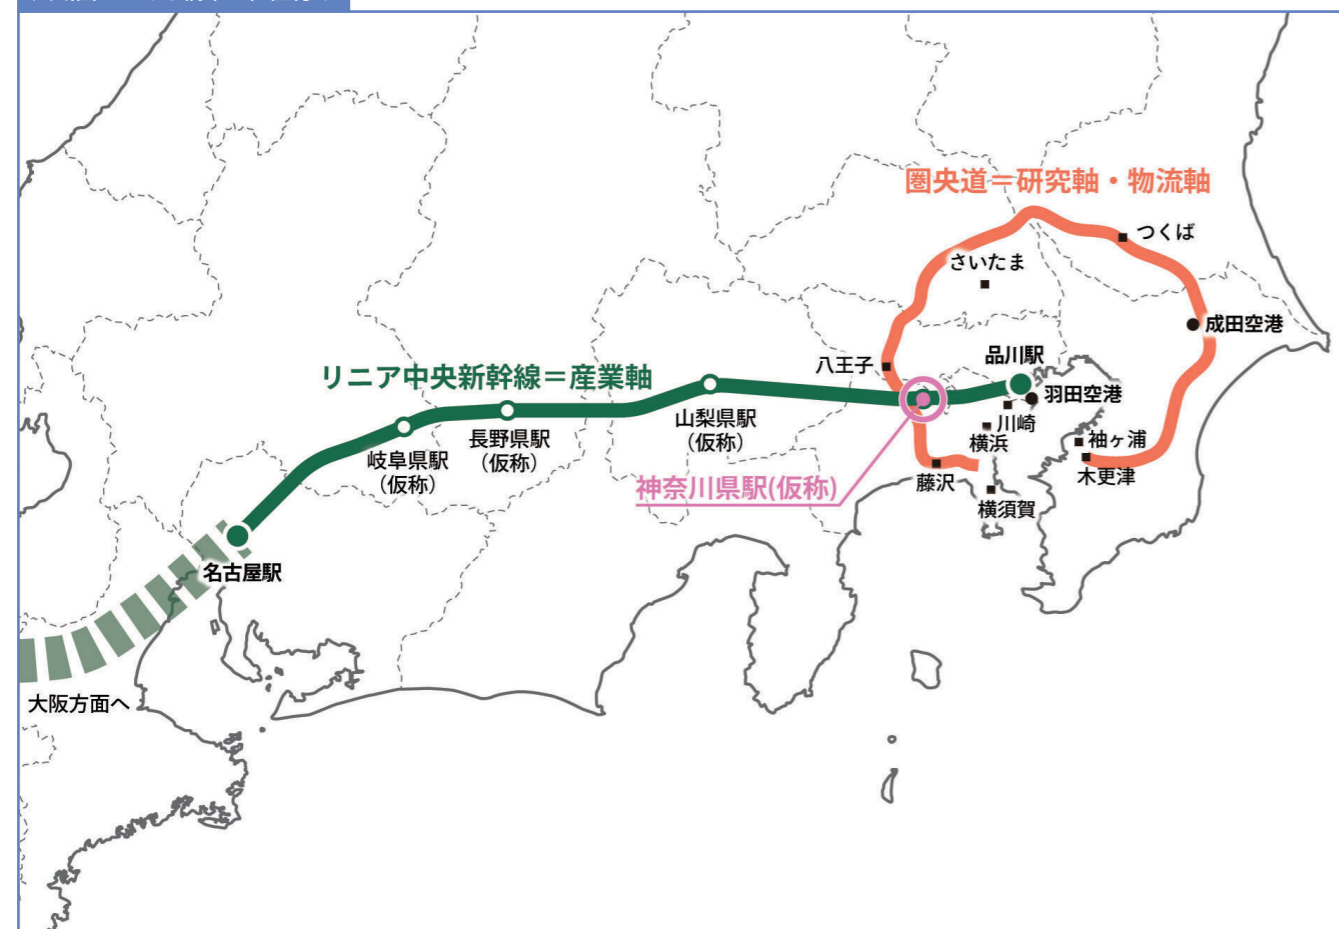 圏央道＝研究軸・物流軸
つくば
さいたま
成田空港
品川駅
八王子
羽田空港
リニア中央新幹線＝産業軸
川崎
山梨県駅
（仮称）
長野県駅
（仮称）
横浜
袖ヶ浦
岐阜県駅
（仮称）
木更津
藤沢
神奈川県駅(仮称)
横須賀
名古屋駅
大阪方面へ